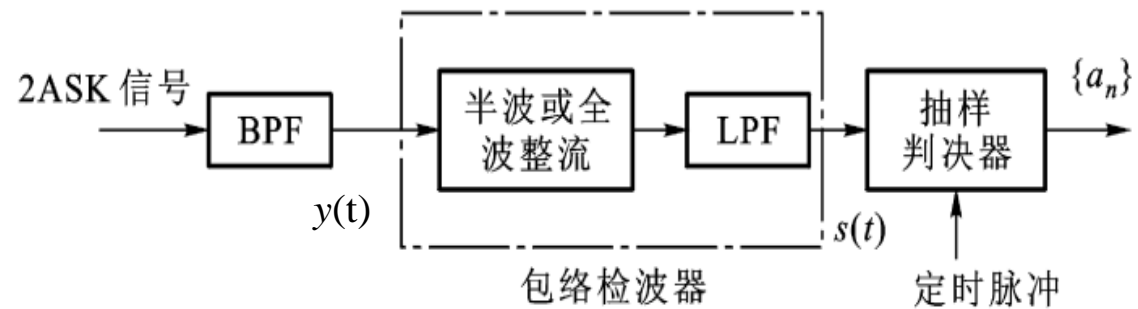 2ASK 信号
BPF
y(t)
半波或全
波整流
LPF
包络检波器
s(t)
抽样
判决器
定时脉冲
{aₙ}